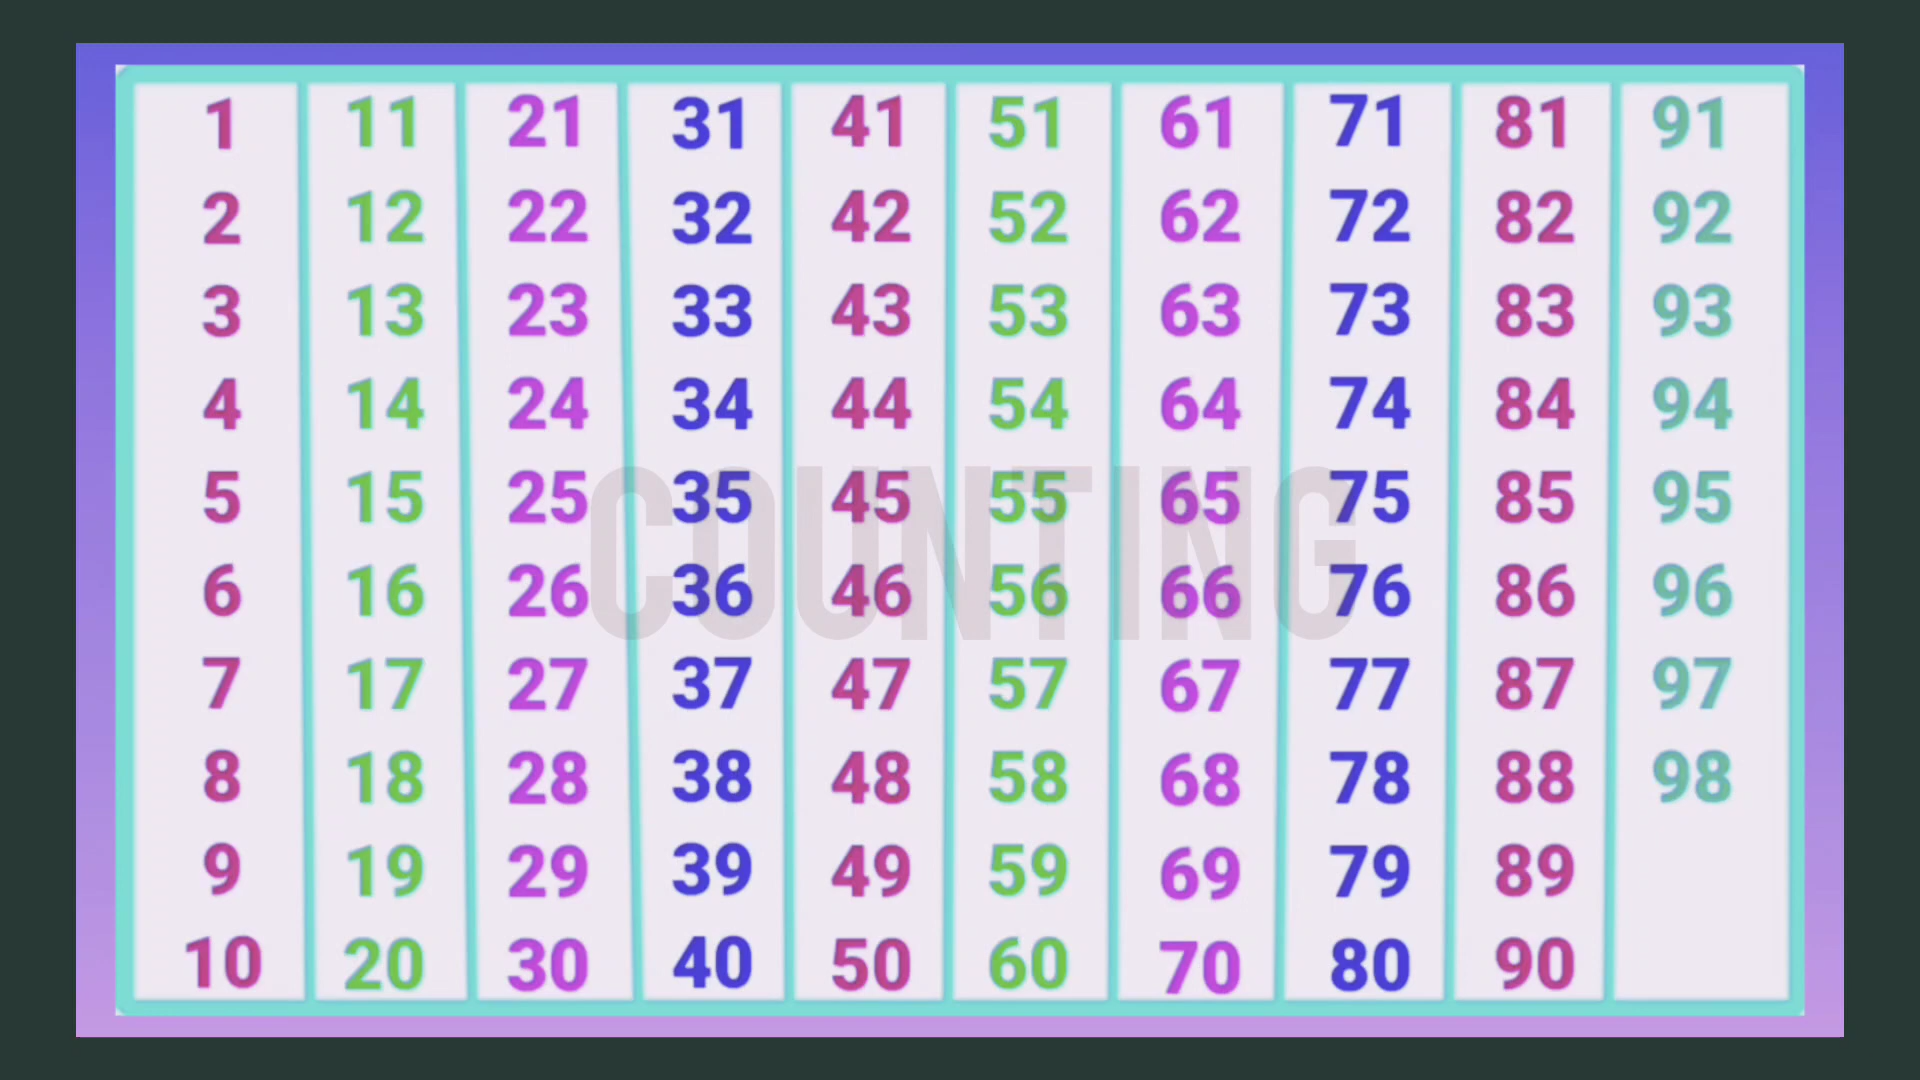 1 11 21 31 41 51 61 71 81 91
2 12 22 32 42 52 62 72 82 92
3 13 23 33 43 53 63 73 83 93
4 14 24 34 44 54 64 74 84 94
5 15 25 35 45 55 65 75 85 95
COUNTING
6 16 26 36 46 56 66 76 86 96
7 17 27 37 47 57 67 77 87 97
8 18 28 38 48 58 68 78 88 98
9 19 29 39 49 59 69 79 89
10 20 30 40 50 60 70 80 90